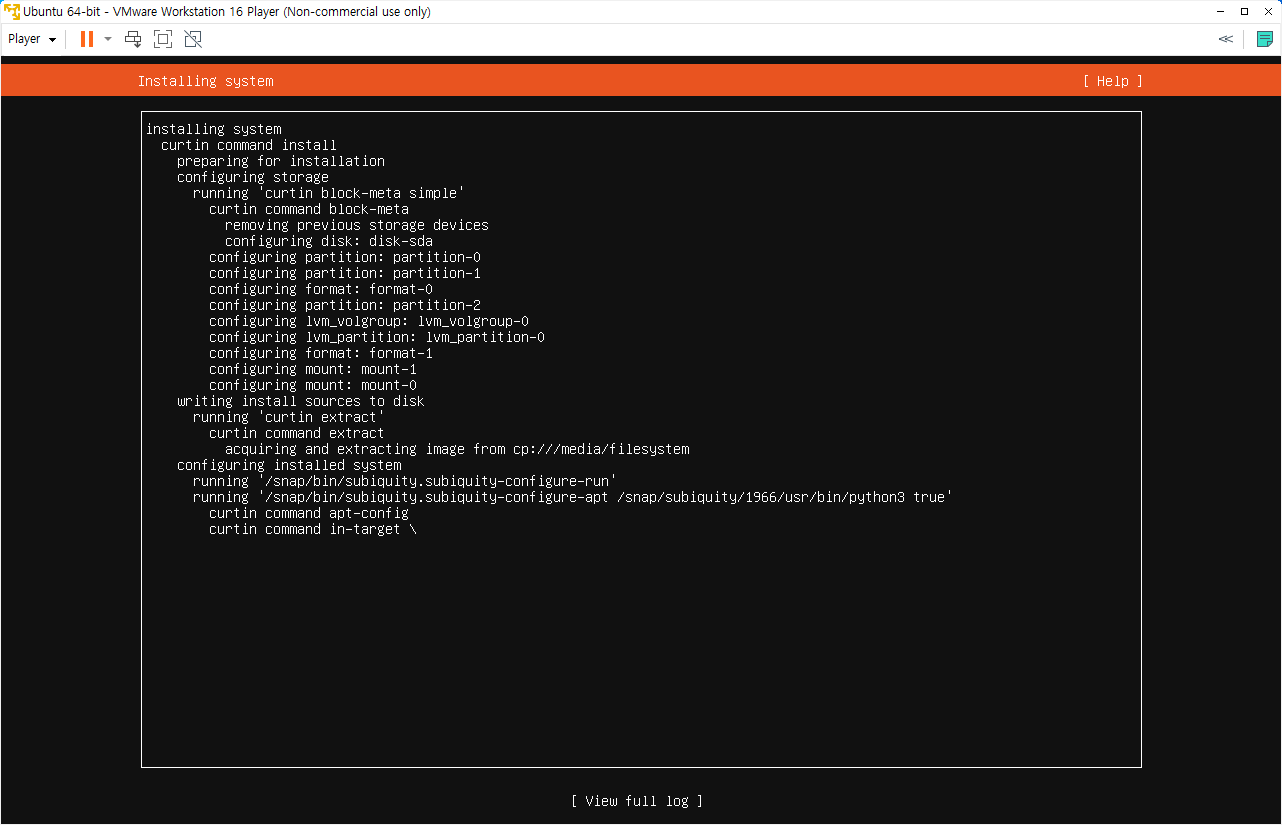 Ubuntu 64-bit - VMware Workstation 16 Player (Non-commercial use only)
Player
Installing system [ Help ]
installing system
curtin command install
preparing for installation
configuring storage
running 'curtin block-meta simple'
curtin command block-meta
removing previous storage devices
configuring disk: disk-sda
configuring partition: partition-0
configuring partition: partition-1
configuring format: format-0
configuring partition: partition-2
configuring lvm_volgroup: lvm_volgroup-0
configuring lvm_partition: lvm_partition-0
configuring format: format-1
configuring mount: mount-1
configuring mount: mount-0
writing install sources to disk
running 'curtin extract'
curtin command extract
acquiring and extracting image from cp:///media/filesystem
configuring installed system
running '/snap/bin/subiquity.subiquity-configure-run'
running '/snap/bin/subiquity.subiquity-configure-apt /snap/subiquity/1966/usr/bin/python3 true'
curtin command apt-config
curtin command in-target \
[ View full log ]